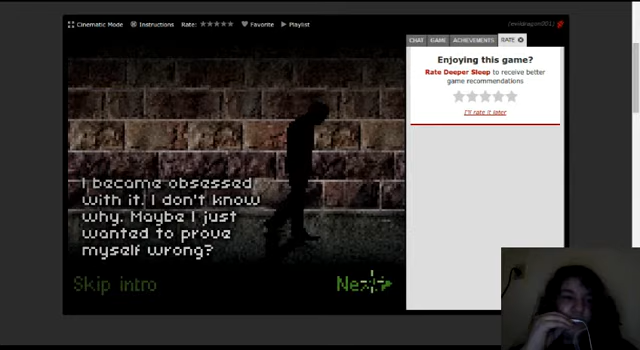 Cinematic Mode Instructions Rate: Favorite Playlist
CHAT GAME ACHIEVEMENTS RATE
Enjoying this game?
Rate Deeper Sleep to receive better
game recommendations
I'll rate it later
I became obsessed
with it. I don't know
why. Maybe I just
wanted to prove
myself wrong?
Skip intro Next